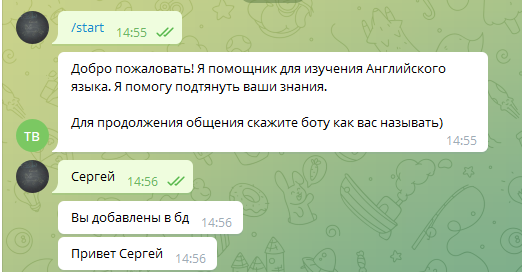 /start 14:55
Добро пожаловать! Я помощник для изучения Английского
языка. Я помогу подтянуть ваши знания.
Для продолжения общения скажите боту как вас называть)
14:55
ТВ
Сергей 14:56
Вы добавлены в бд 14:56
Привет Сергей 14:56